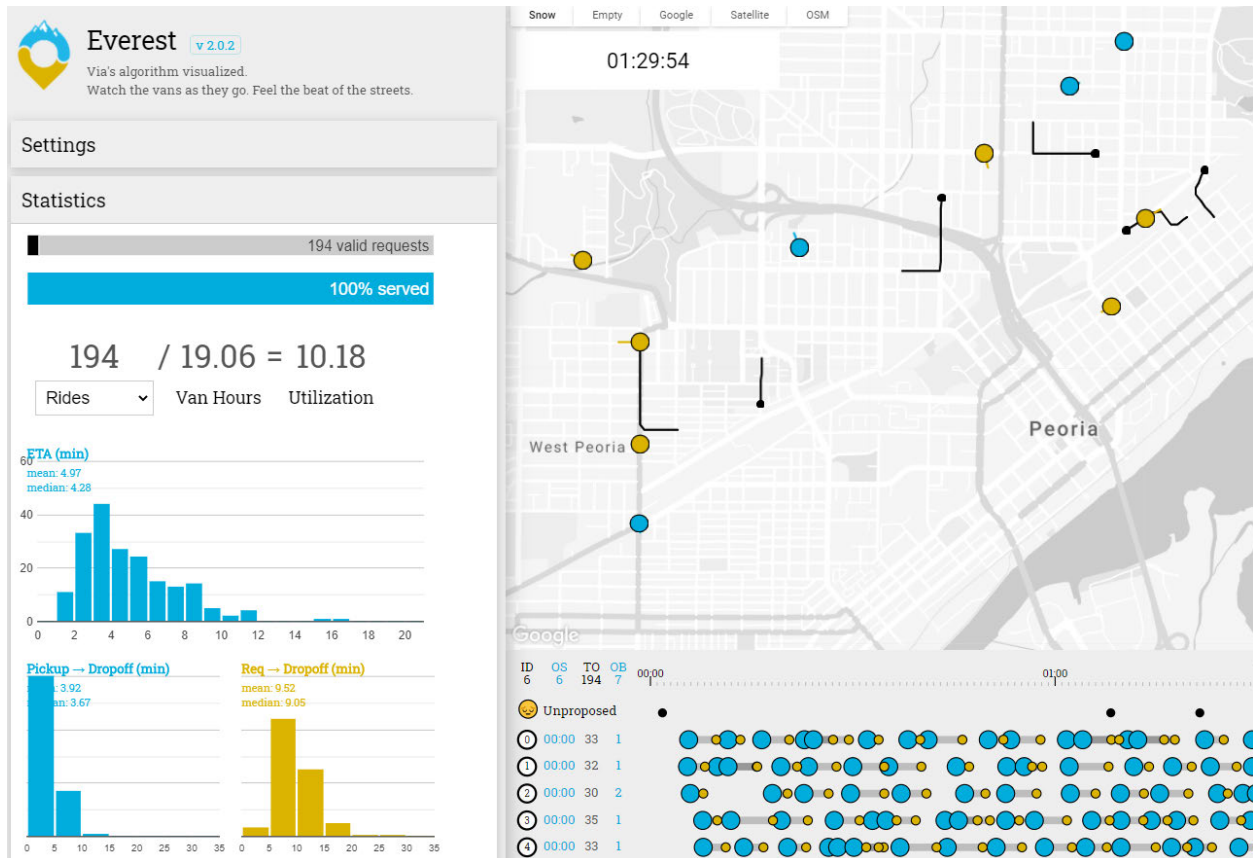 Everest v 2.0.2
Via's algorithm visualized.
Watch the vans as they go. Feel the beat of the streets.
Settings
Statistics
194 valid requests
100% served
194 / 19.06 = 10.18
Rides Van Hours Utilization
ETA (min)
mean: 4.97
median: 4.28
60
40
20
0
0 2 4 6 8 10 12 14 16 18 20
Pickup → Dropoff (min)
3.92
an: 3.67
0 5 10 15 20 25 30 35
Req → Dropoff (min)
mean: 9.52
median: 9.05
0 5 10 15 20 25 30 35
Snow Empty Google Satellite OSM
01:29:54
Peoria
West Peoria
Google
ID OS TO OB
6 6 194 7
00:00 01:00
Unproposed
0 00:00 33 1
1 00:00 32 1
2 00:00 30 2
3 00:00 35 1
4 00:00 33 1